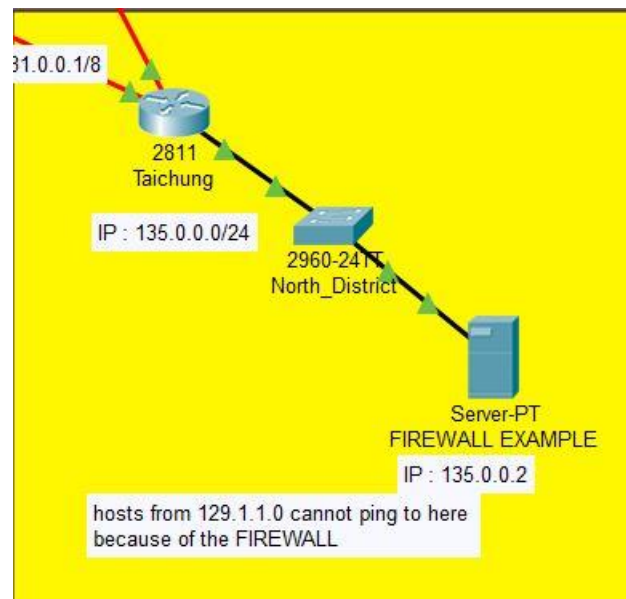 31.0.0.1/8
2811
Taichung
IP : 135.0.0.0/24
2960-24TT
North_District
Server-PT
FIREWALL EXAMPLE
IP : 135.0.0.2
hosts from 129.1.1.0 cannot ping to here
because of the FIREWALL